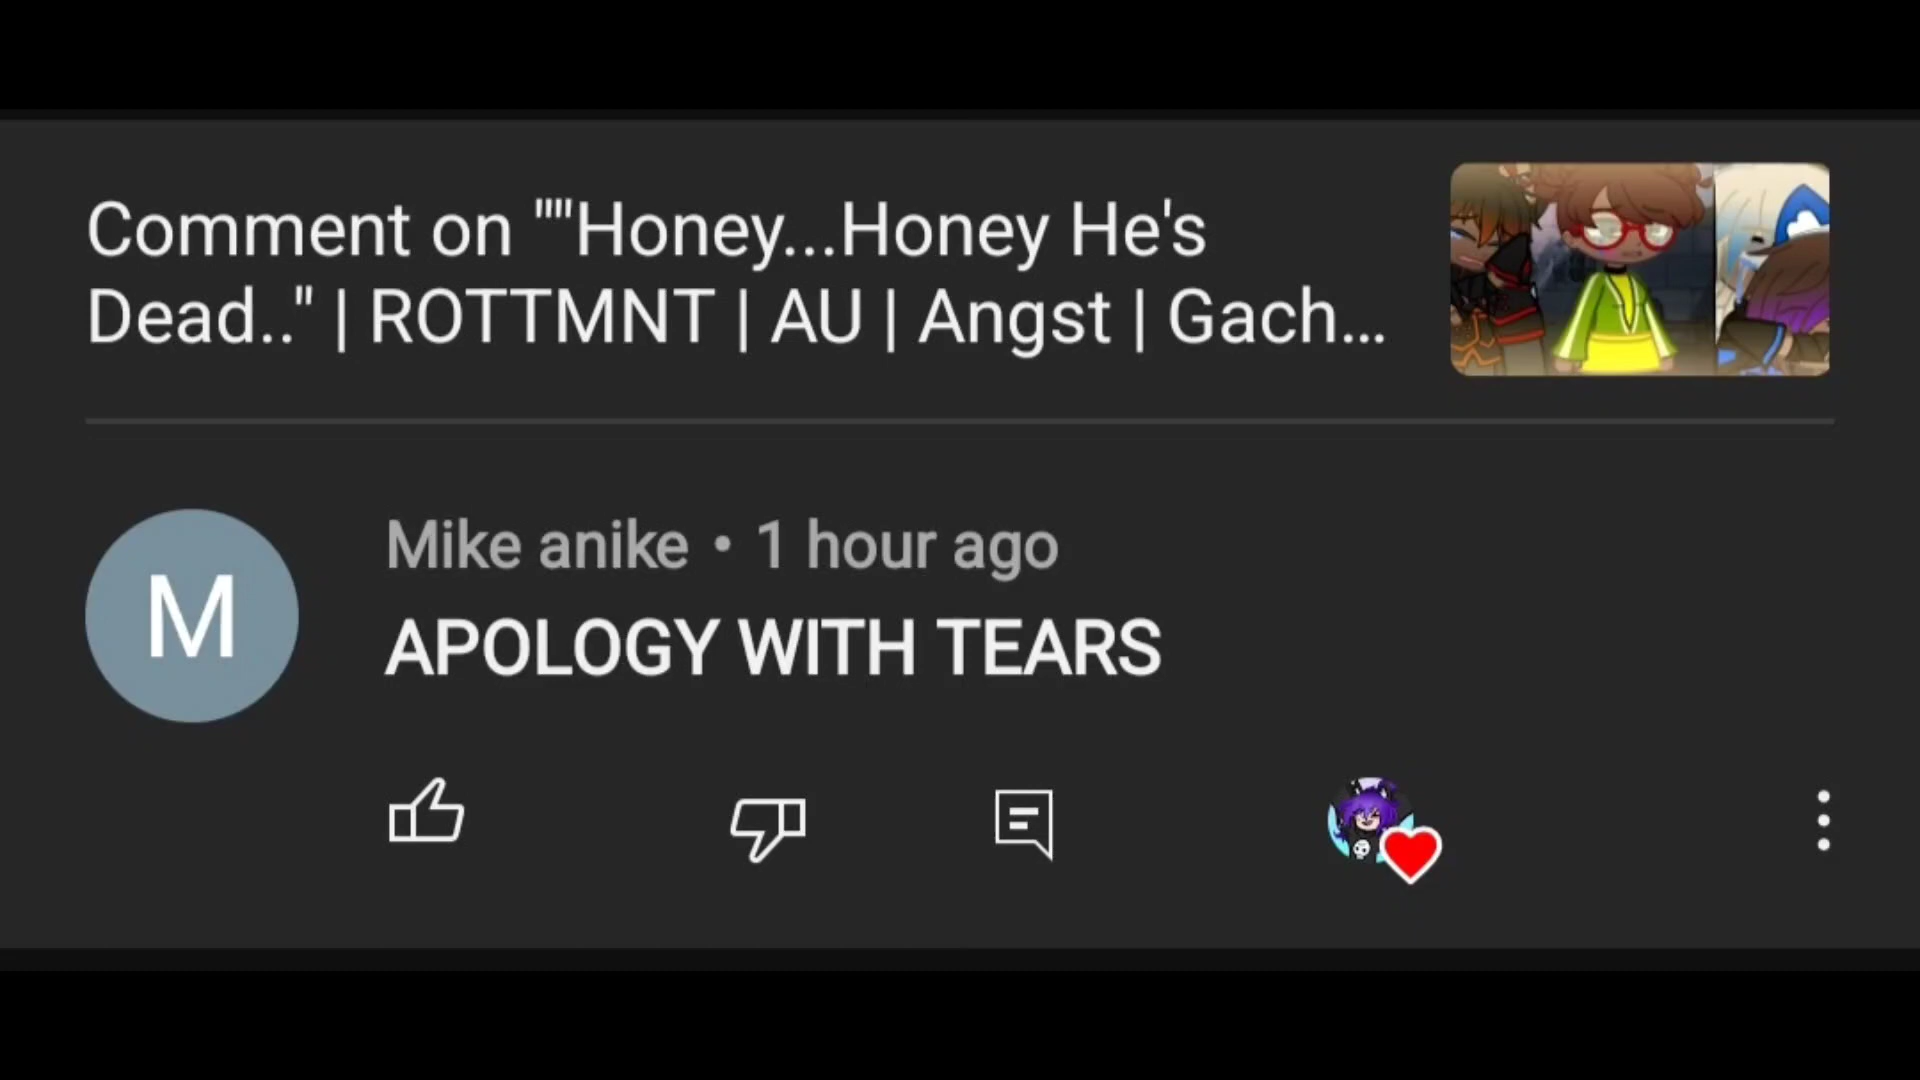 Comment on ""Honey...Honey He's
Dead.." | ROTTMNT | AU | Angst | Gach...
M
Mike anike • 1 hour ago
APOLOGY WITH TEARS